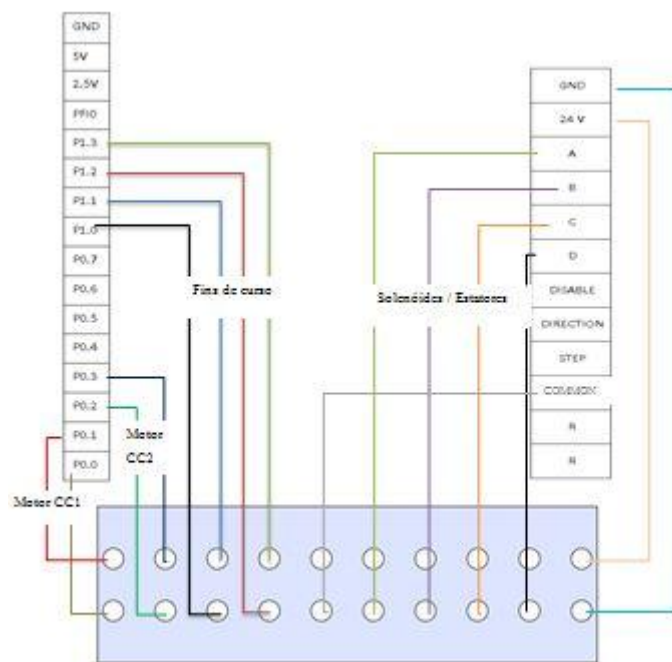 GND
5V
2.5V
PFI0
P1.3
P1.2
P1.1
P1.0
P0.7
P0.6
P0.5
P0.4
P0.3
P0.2
P0.1
P0.0
Motor CC1
Motor
CC2
Fins de curso
Solenóides / Estatores
GND
24 V
A
B
C
D
DISABLE
DIRECTION
STEP
COMMON
R
R